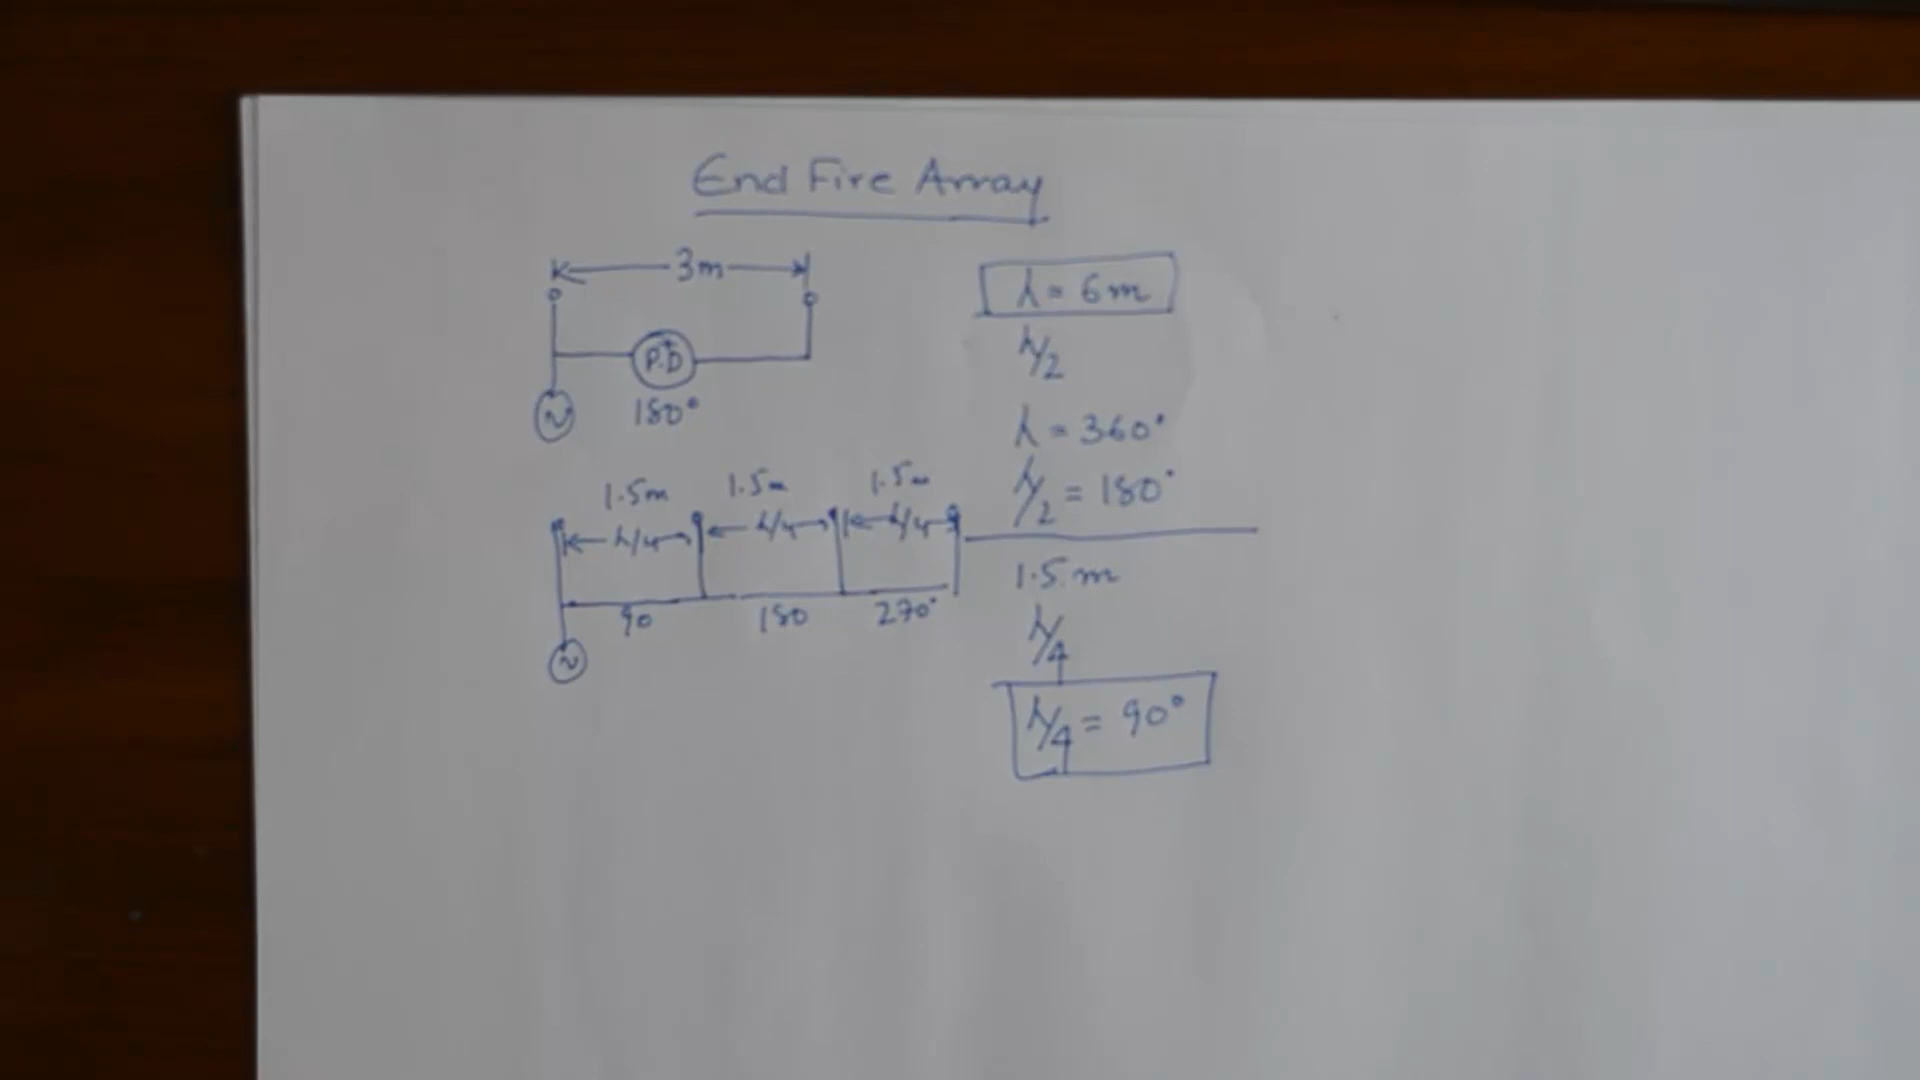 End Fire Array
3m
P.D
180°
λ = 6m
λ/2
λ = 360°
λ/2 = 180°
1.5m 1.5m 1.5m
λ/4 λ/4 λ/4
90 180 270°
~
~
1.5 m
λ/4
λ/4 = 90°